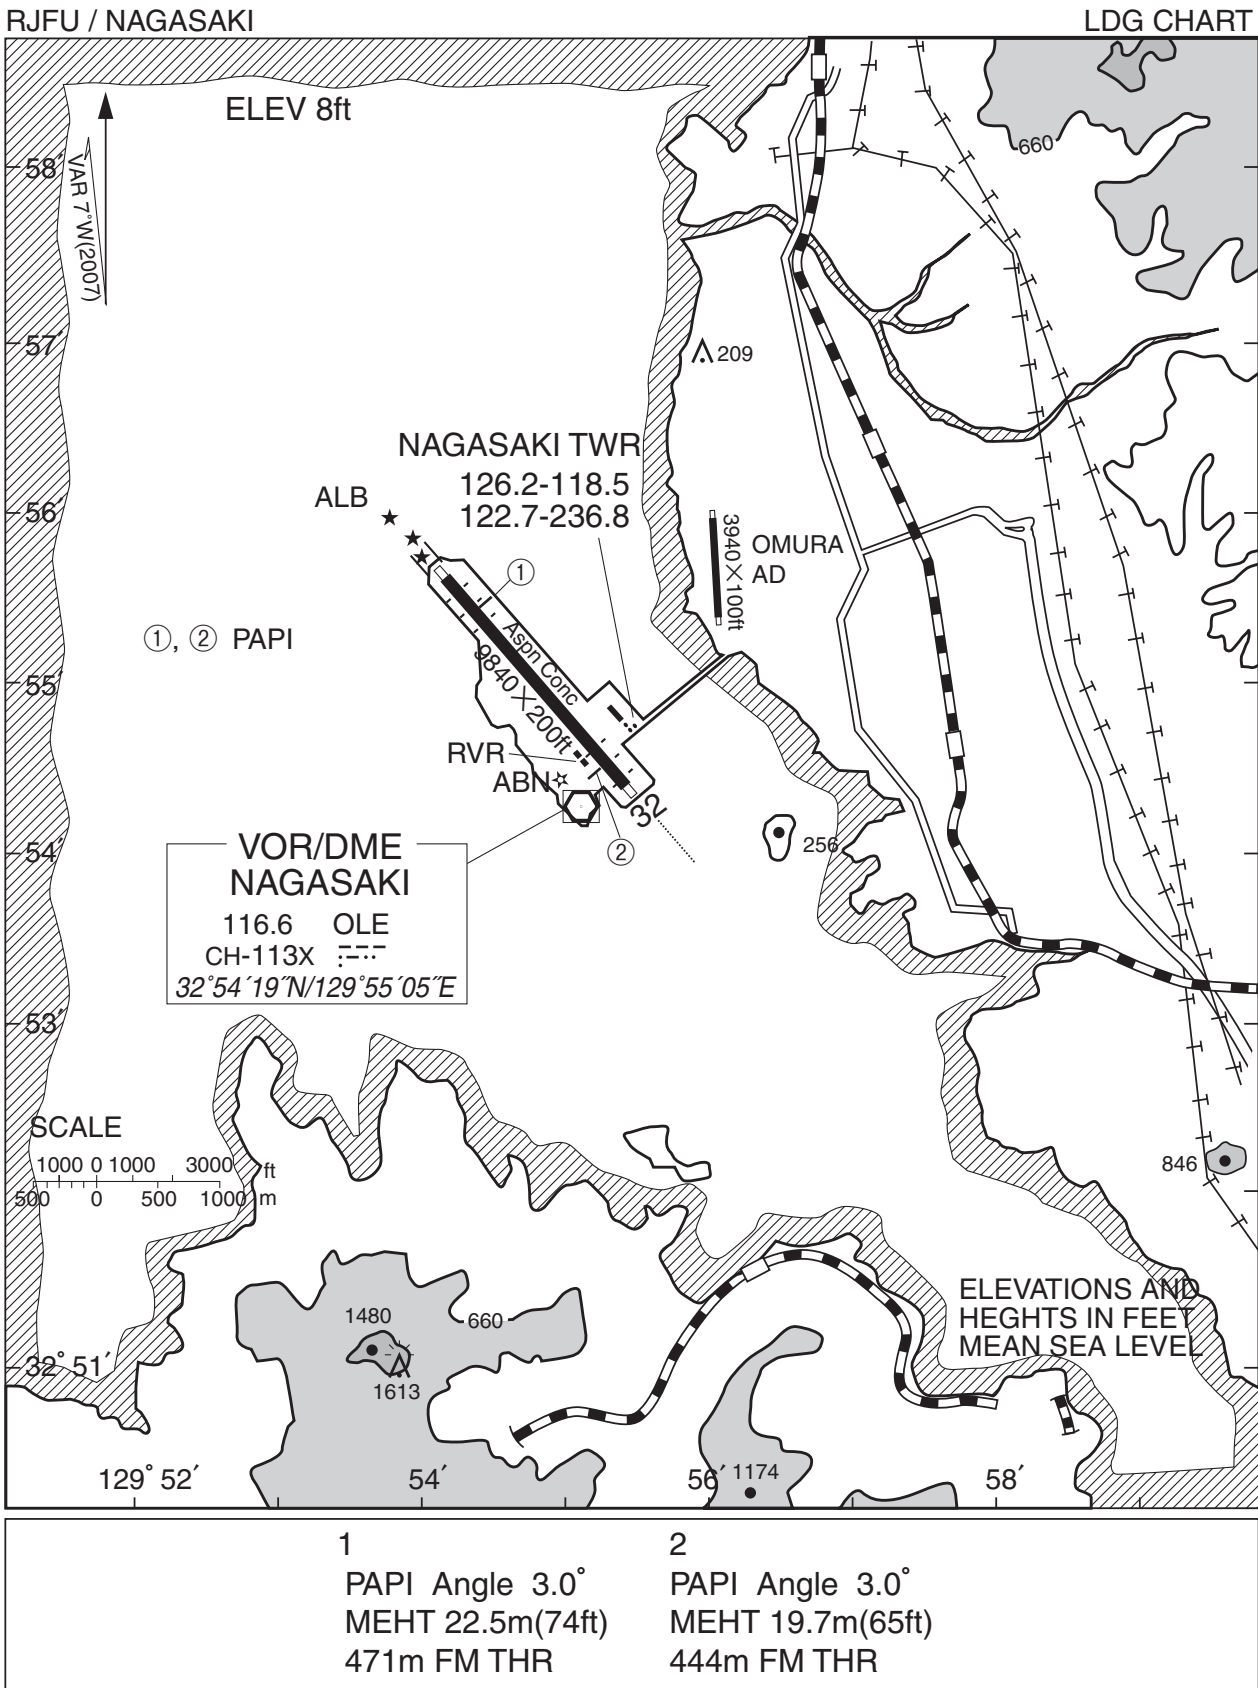 RJFU / NAGASAKI
LDG CHART
ELEV 8ft
VAR 7°W(2007)
58′
57′
56′
55′
54′
53′
32° 51′
660
209
NAGASAKI TWR
126.2-118.5
122.7-236.8
ALB
①
3940×100ft
OMURA
AD
①, ② PAPI
Aspn Conc
9840×200ft
RVR
ABN
32
②
256
VOR/DME
NAGASAKI
116.6 OLE
CH-113X
32°54′19″N/129°55′05″E
SCALE
1000 0 1000 3000 ft
500 0 500 1000 m
846
1480
660
1613
ELEVATIONS AND
HEGHTS IN FEET
MEAN SEA LEVEL
1174
129° 52′ 54′ 56′ 58′
1
PAPI Angle 3.0°
MEHT 22.5m(74ft)
471m FM THR
2
PAPI Angle 3.0°
MEHT 19.7m(65ft)
444m FM THR